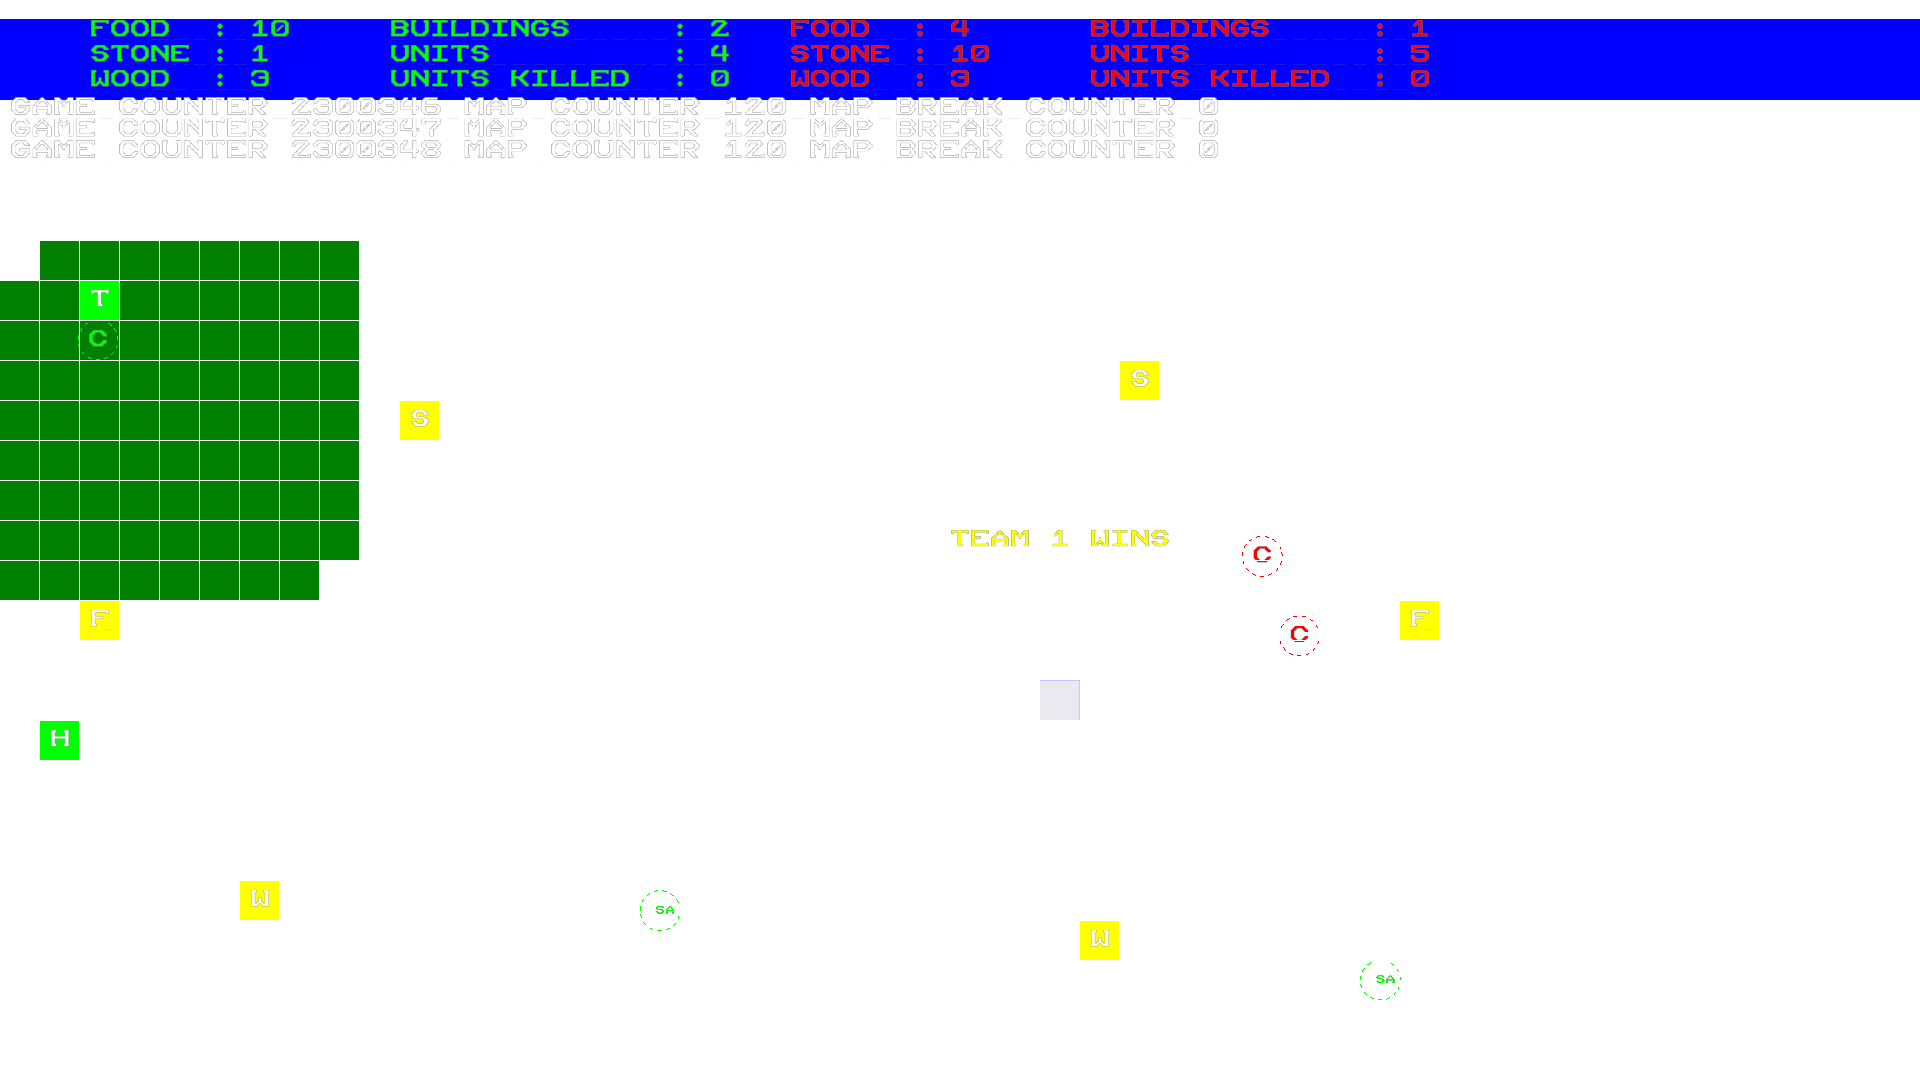 FOOD : 10 BUILDINGS : 2 FOOD : 4 BUILDINGS : 1
STONE : 1 UNITS : 4 STONE : 10 UNITS : 5
WOOD : 3 UNITS KILLED : 0 WOOD : 3 UNITS KILLED : 0
GAME COUNTER 2300346 MAP COUNTER 120 MAP BREAK COUNTER 0
GAME COUNTER 2300347 MAP COUNTER 120 MAP BREAK COUNTER 0
GAME COUNTER 2300348 MAP COUNTER 120 MAP BREAK COUNTER 0
T
C
S
S
TEAM 1 WINS
C
F
F
C
H
W
SA
W
SA